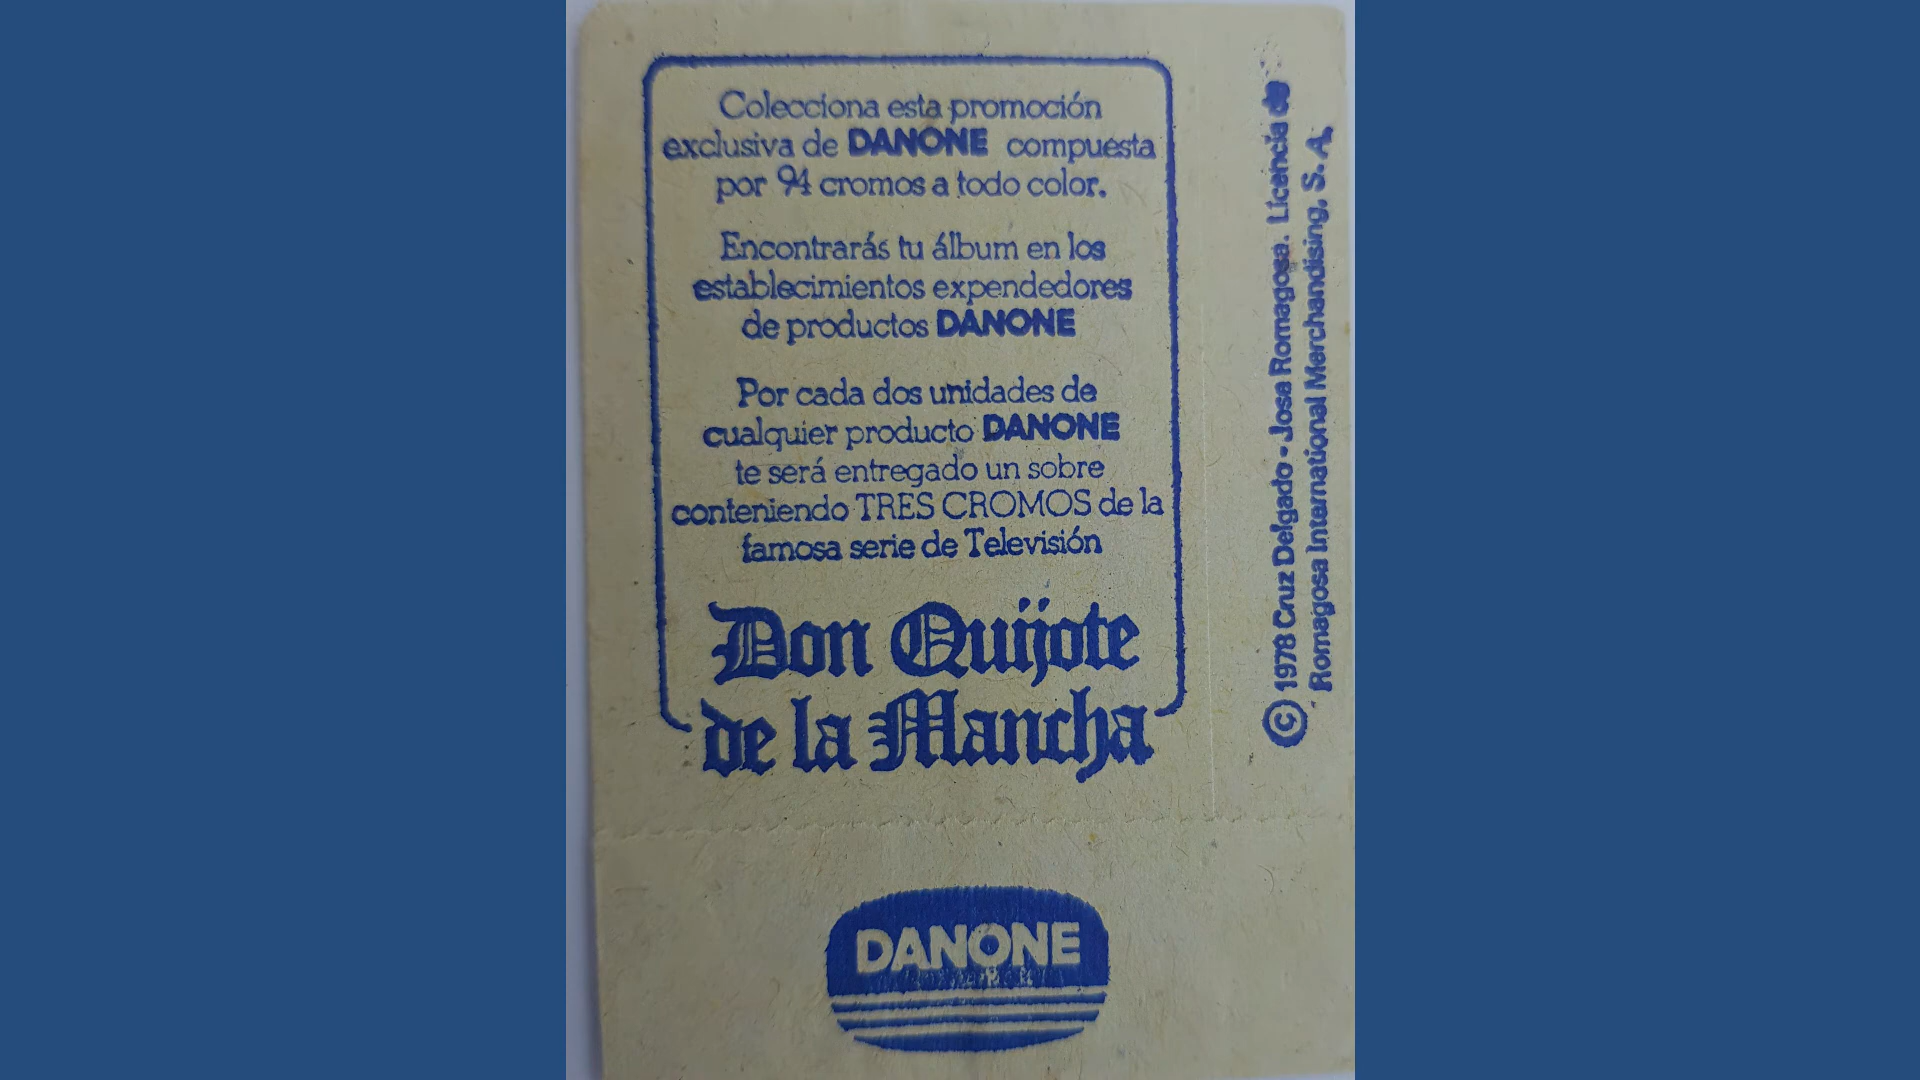 Colecciona esta promoción
exclusiva de DANONE compuesta
por 94 cromos a todo color.
Encontrarás tu álbum en los
establecimientos expendedores
de productos DANONE
Por cada dos unidades de
cualquier producto DANONE
te será entregado un sobre
conteniendo TRES CROMOS de la
famosa serie de Televisión
Don Quijote
de la Mancha
© 1978 Cruz Delgado - Josa Romagosa. Licencia de
Romagosa International Merchandising, S. A.
DANONE